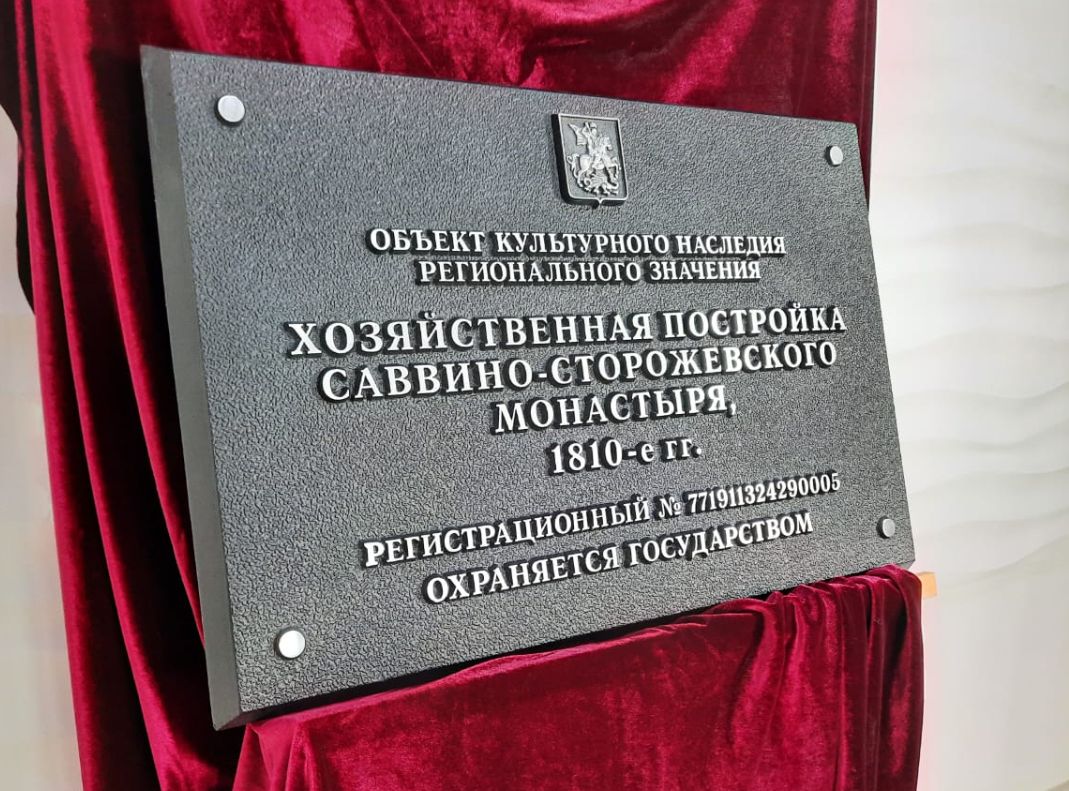 ОБЪЕКТ КУЛЬТУРНОГО НАСЛЕДИЯ
РЕГИОНАЛЬНОГО ЗНАЧЕНИЯ
ХОЗЯЙСТВЕННАЯ ПОСТРОЙКА
САВВИНО-СТОРОЖЕВСКОГО
МОНАСТЫРЯ,
1810-е гг.
РЕГИСТРАЦИОННЫЙ № 771911324290005
ОХРАНЯЕТСЯ ГОСУДАРСТВОМ